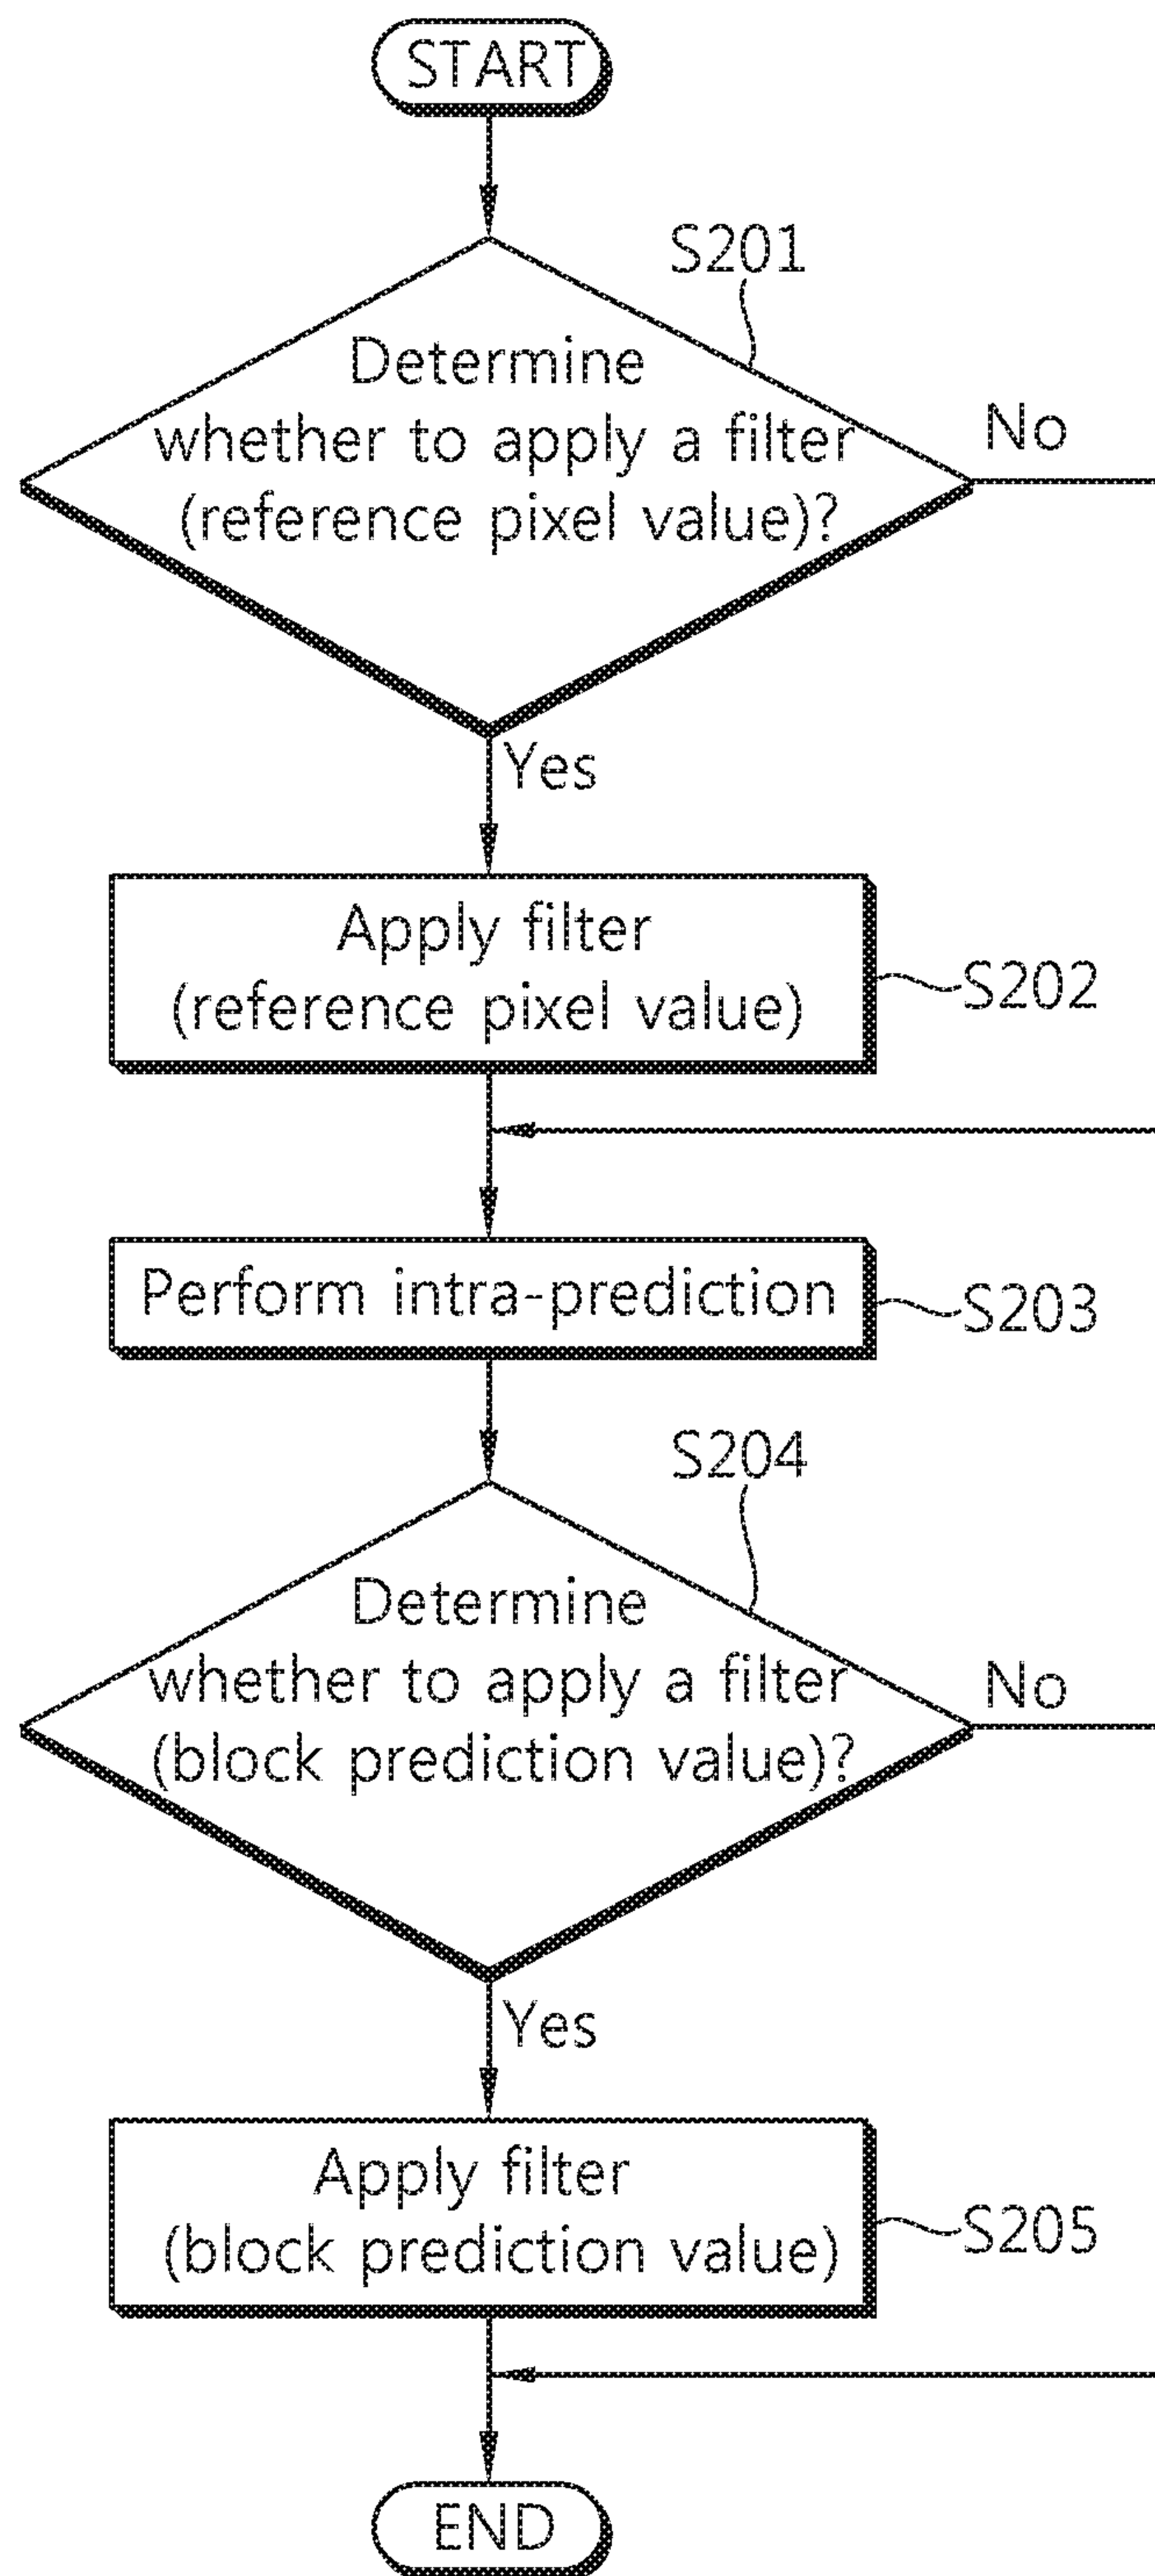 START
S201
Determine
whether to apply a filter
(reference pixel value)?
No
Yes
Apply filter
(reference pixel value)
S202
Perform intra-prediction
S203
S204
Determine
whether to apply a filter
(block prediction value)?
No
Yes
Apply filter
(block prediction value)
S205
END